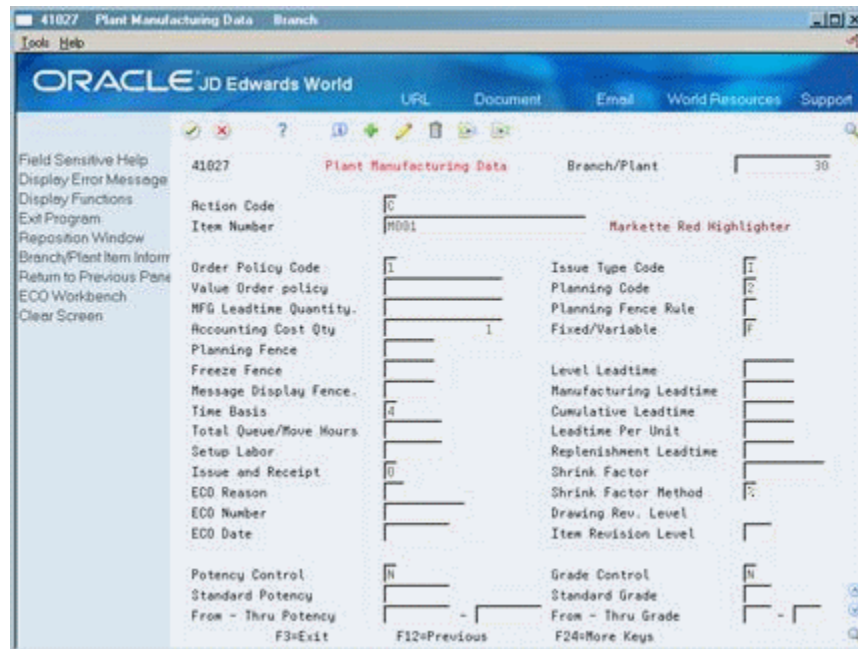 41027 Plant Manufacturing Data Branch
Tools Help
ORACLE JD Edwards World
URL Document Email World Resources Support
Field Sensitive Help
Display Error Message
Display Functions
Exit Program
Reposition Window
Branch/Plant Item Inform
Return to Previous Pane
ECO Workbench
Clear Screen
41027 Plant Manufacturing Data Branch/Plant 30
Action Code C
Item Number M001 Markette Red Highlighter
Order Policy Code 1 Issue Type Code I
Value Order policy Planning Code 2
MFG Leadtime Quantity. Planning Fence Rule
Accounting Cost Qty 1 Fixed/Variable F
Planning Fence
Freeze Fence Level Leadtime
Message Display Fence. Manufacturing Leadtime
Time Basis 4 Cumulative Leadtime
Total Queue/Move Hours Leadtime Per Unit
Setup Labor Replenishment Leadtime
Issue and Receipt 0 Shrink Factor
ECO Reason Shrink Factor Method %
ECO Number Drawing Rev. Level
ECO Date Item Revision Level
Potency Control N Grade Control N
Standard Potency Standard Grade
From - Thru Potency - From - Thru Grade -
F3=Exit F12=Previous F24=More Keys